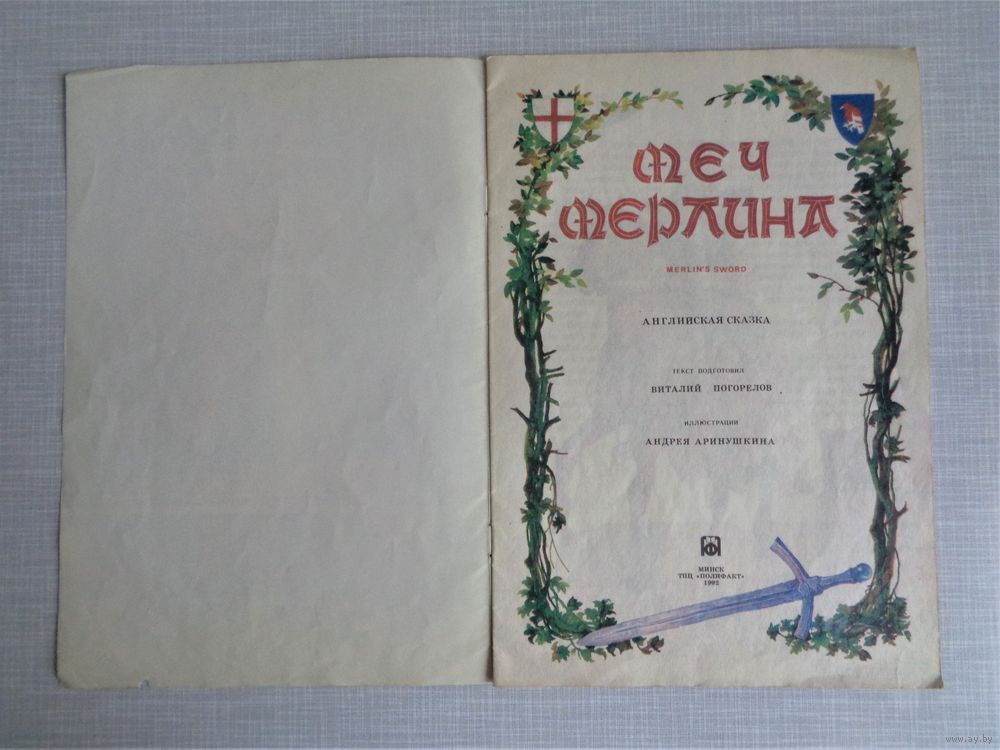 МЕЧ
МЕРЛИНА
MERLIN'S SWORD
АНГЛИЙСКАЯ СКАЗКА
ТЕКСТ ПОДГОТОВИЛ
ВИТАЛИЙ ПОГОРЕЛОВ
ИЛЛЮСТРАЦИИ
АНДРЕЯ АРИНУШКИНА
МИНСК
ТПЦ «ПОЛИФАКТ»
1992
www.ay.by